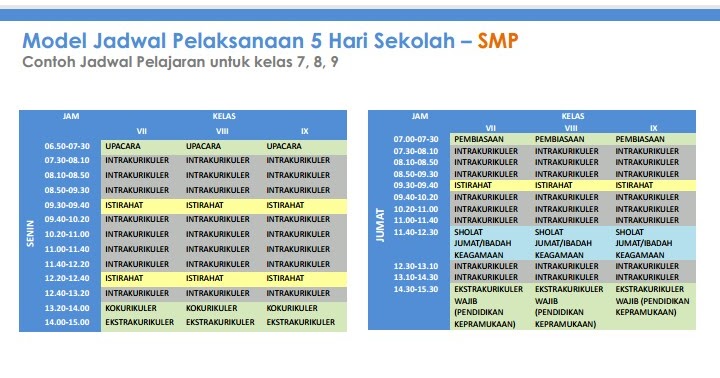 Model Jadwal Pelaksanaan 5 Hari Sekolah – SMP
Contoh Jadwal Pelajaran untuk kelas 7, 8, 9
JAM KELAS
VII VIII IX
SENIN
06.50-07-30 UPACARA UPACARA UPACARA
07.30-08.10 INTRAKURIKULER INTRAKURIKULER INTRAKURIKULER
08.10-08.50 INTRAKURIKULER INTRAKURIKULER INTRAKURIKULER
08.50-09.30 INTRAKURIKULER INTRAKURIKULER INTRAKURIKULER
09.30-09.40 ISTIRAHAT ISTIRAHAT ISTIRAHAT
09.40-10.20 INTRAKURIKULER INTRAKURIKULER INTRAKURIKULER
10.20-11.00 INTRAKURIKULER INTRAKURIKULER INTRAKURIKULER
11.00-11.40 INTRAKURIKULER INTRAKURIKULER INTRAKURIKULER
11.40-12.20 INTRAKURIKULER INTRAKURIKULER INTRAKURIKULER
12.20-12.40 ISTIRAHAT ISTIRAHAT ISTIRAHAT
12.40-13.20 INTRAKURIKULER INTRAKURIKULER INTRAKURIKULER
13.20-14.00 KOKURIKULER KOKURIKULER KOKURIKULER
14.00-15.00 EKSTRAKURIKULER EKSTRAKURIKULER EKSTRAKURIKULER
JAM KELAS
VII VIII IX
JUMAT
07.00-07-30 PEMBIASAAN PEMBIASAAN PEMBIASAAN
07.30-08.10 INTRAKURIKULER INTRAKURIKULER INTRAKURIKULER
08.10-08.50 INTRAKURIKULER INTRAKURIKULER INTRAKURIKULER
08.50-09.30 INTRAKURIKULER INTRAKURIKULER INTRAKURIKULER
09.30-09.40 ISTIRAHAT ISTIRAHAT ISTIRAHAT
09.40-10.20 INTRAKURIKULER INTRAKURIKULER INTRAKURIKULER
10.20-11.00 INTRAKURIKULER INTRAKURIKULER INTRAKURIKULER
11.00-11.40 INTRAKURIKULER INTRAKURIKULER INTRAKURIKULER
11.40-12.30 SHOLAT SHOLAT SHOLAT
JUMAT/IBADAH JUMAT/IBADAH JUMAT/IBADAH
KEAGAMAAN KEAGAMAAN KEAGAMAAN
12.30-13.10 INTRAKURIKULER INTRAKURIKULER INTRAKURIKULER
13.10-14.30 INTRAKURIKULER INTRAKURIKULER INTRAKURIKULER
14.30-15.30 EKSTRAKURIKULER EKSTRAKURIKULER EKSTRAKURIKULER
WAJIB WAJIB WAJIB (PENDIDIKAN
(PENDIDIKAN (PENDIDIKAN KEPRAMUKAAN)
KEPRAMUKAAN) KEPRAMUKAAN)